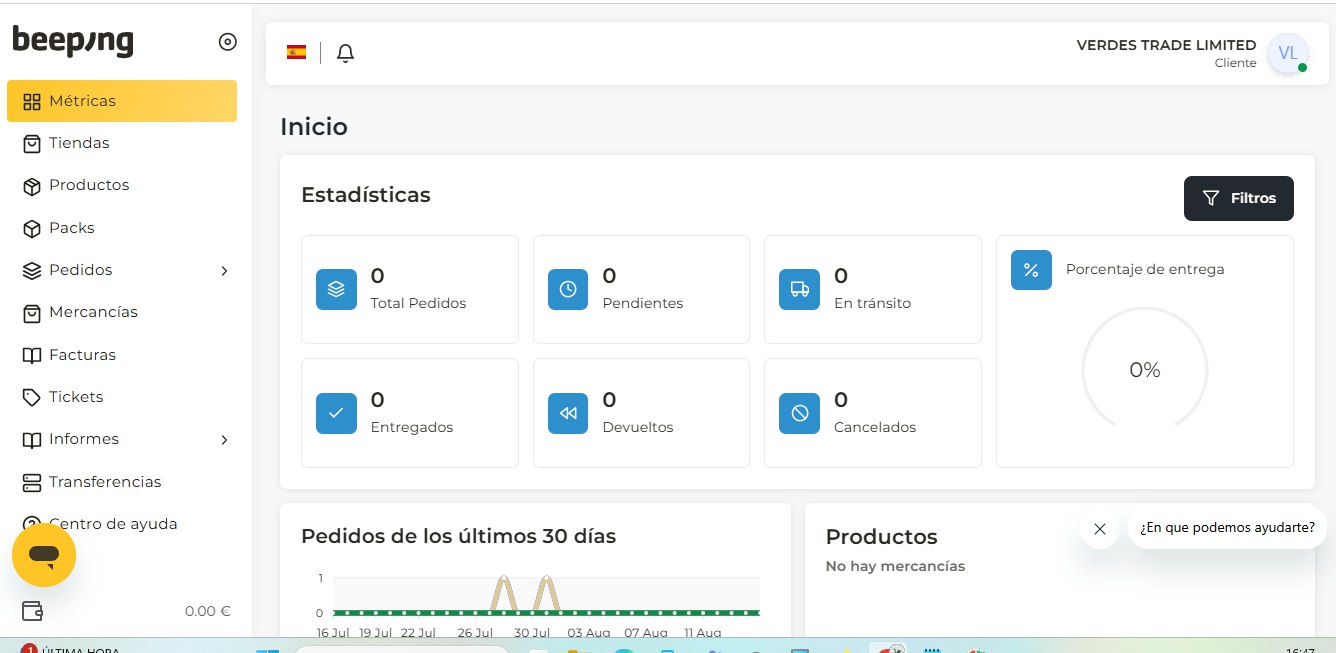 beeping
VERDES TRADE LIMITED
Cliente
VL
Métricas
Tiendas
Productos
Packs
Pedidos
Mercancías
Facturas
Tickets
Informes
Transferencias
Centro de ayuda
0.00 €
Inicio
Estadísticas
Filtros
0
Total Pedidos
0
Pendientes
0
En tránsito
Porcentaje de entrega
0%
0
Entregados
0
Devueltos
0
Cancelados
Pedidos de los últimos 30 días
1
0
16 Jul 19 Jul 22 Jul 26 Jul 30 Jul 03 Aug 07 Aug 11 Aug
Productos
No hay mercancías
¿En que podemos ayudarte?
1
ÚLTIMA HORA
16:47